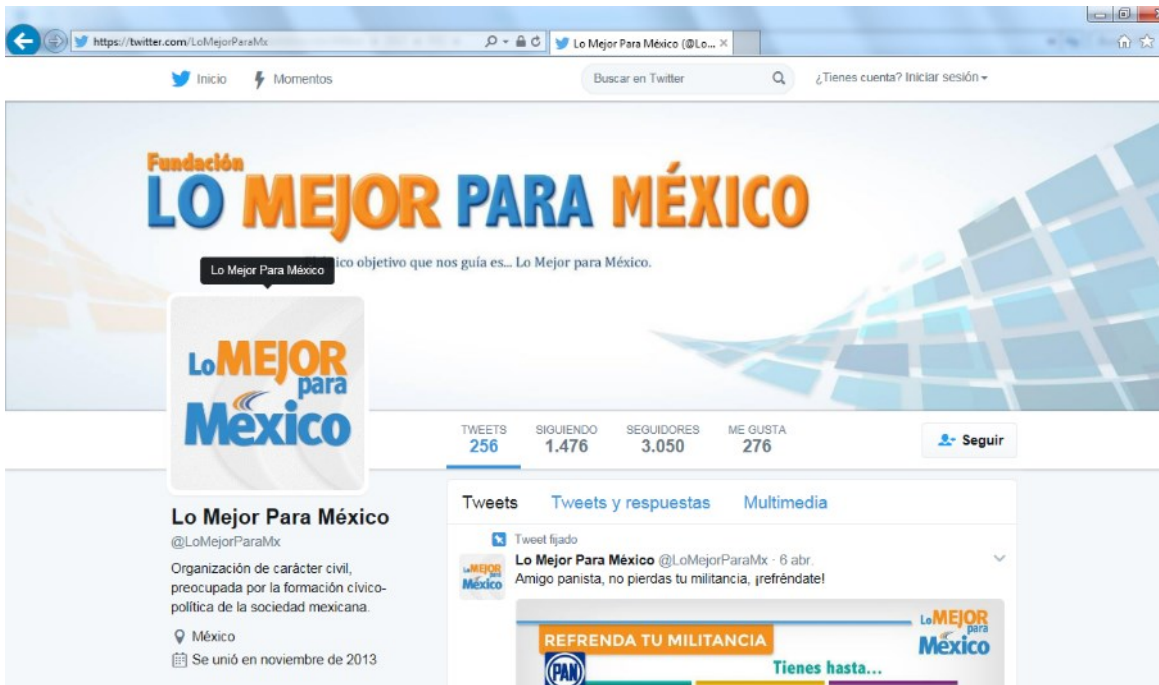 https://twitter.com/LoMejorParaMx
Lo Mejor Para México (@Lo...
Inicio
Momentos
Buscar en Twitter
¿Tienes cuenta? Iniciar sesión
Fundación
LO MEJOR PARA MÉXICO
ico objetivo que nos guía es... Lo Mejor para México.
Lo Mejor Para México
Lo MEJOR
para
México
TWEETS
256
SIGUIENDO
1.476
SEGUIDORES
3.050
ME GUSTA
276
Seguir
Lo Mejor Para México
@LoMejorParaMx
Organización de carácter civil,
preocupada por la formación cívico-
política de la sociedad mexicana.
México
Se unió en noviembre de 2013
Tweets
Tweets y respuestas
Multimedia
Tweet fijado
Lo Mejor Para México @LoMejorParaMx · 6 abr.
Amigo panista, no pierdas tu militancia, ¡refréndate!
Lo MEJOR
para
México
REFRENDA TU MILITANCIA
Lo MEJOR
para
México
PAN
Tienes hasta...